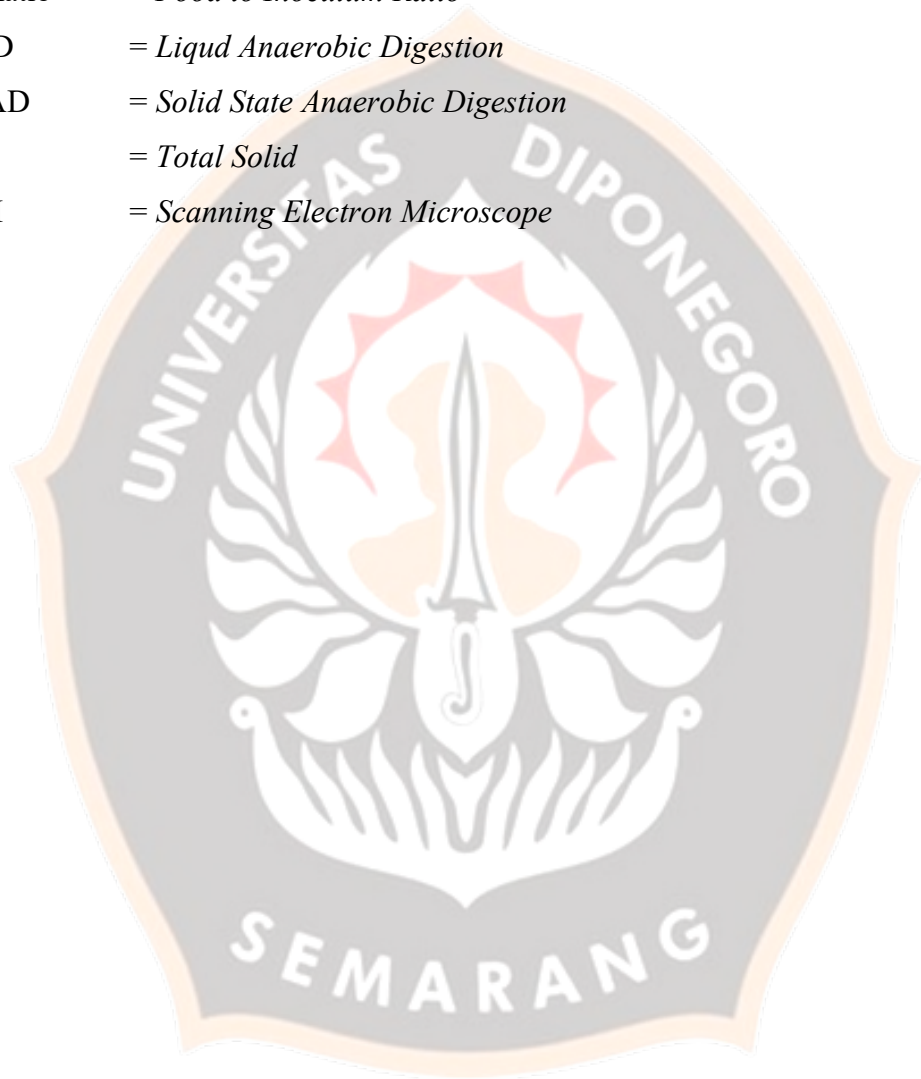 = Food to Inoculum Ratio
D = Liqud Anaerobic Digestion
AD = Solid State Anaerobic Digestion
= Total Solid
= Scanning Electron Microscope
UNIVERSITAS DIPONEGORO
SEMARANG